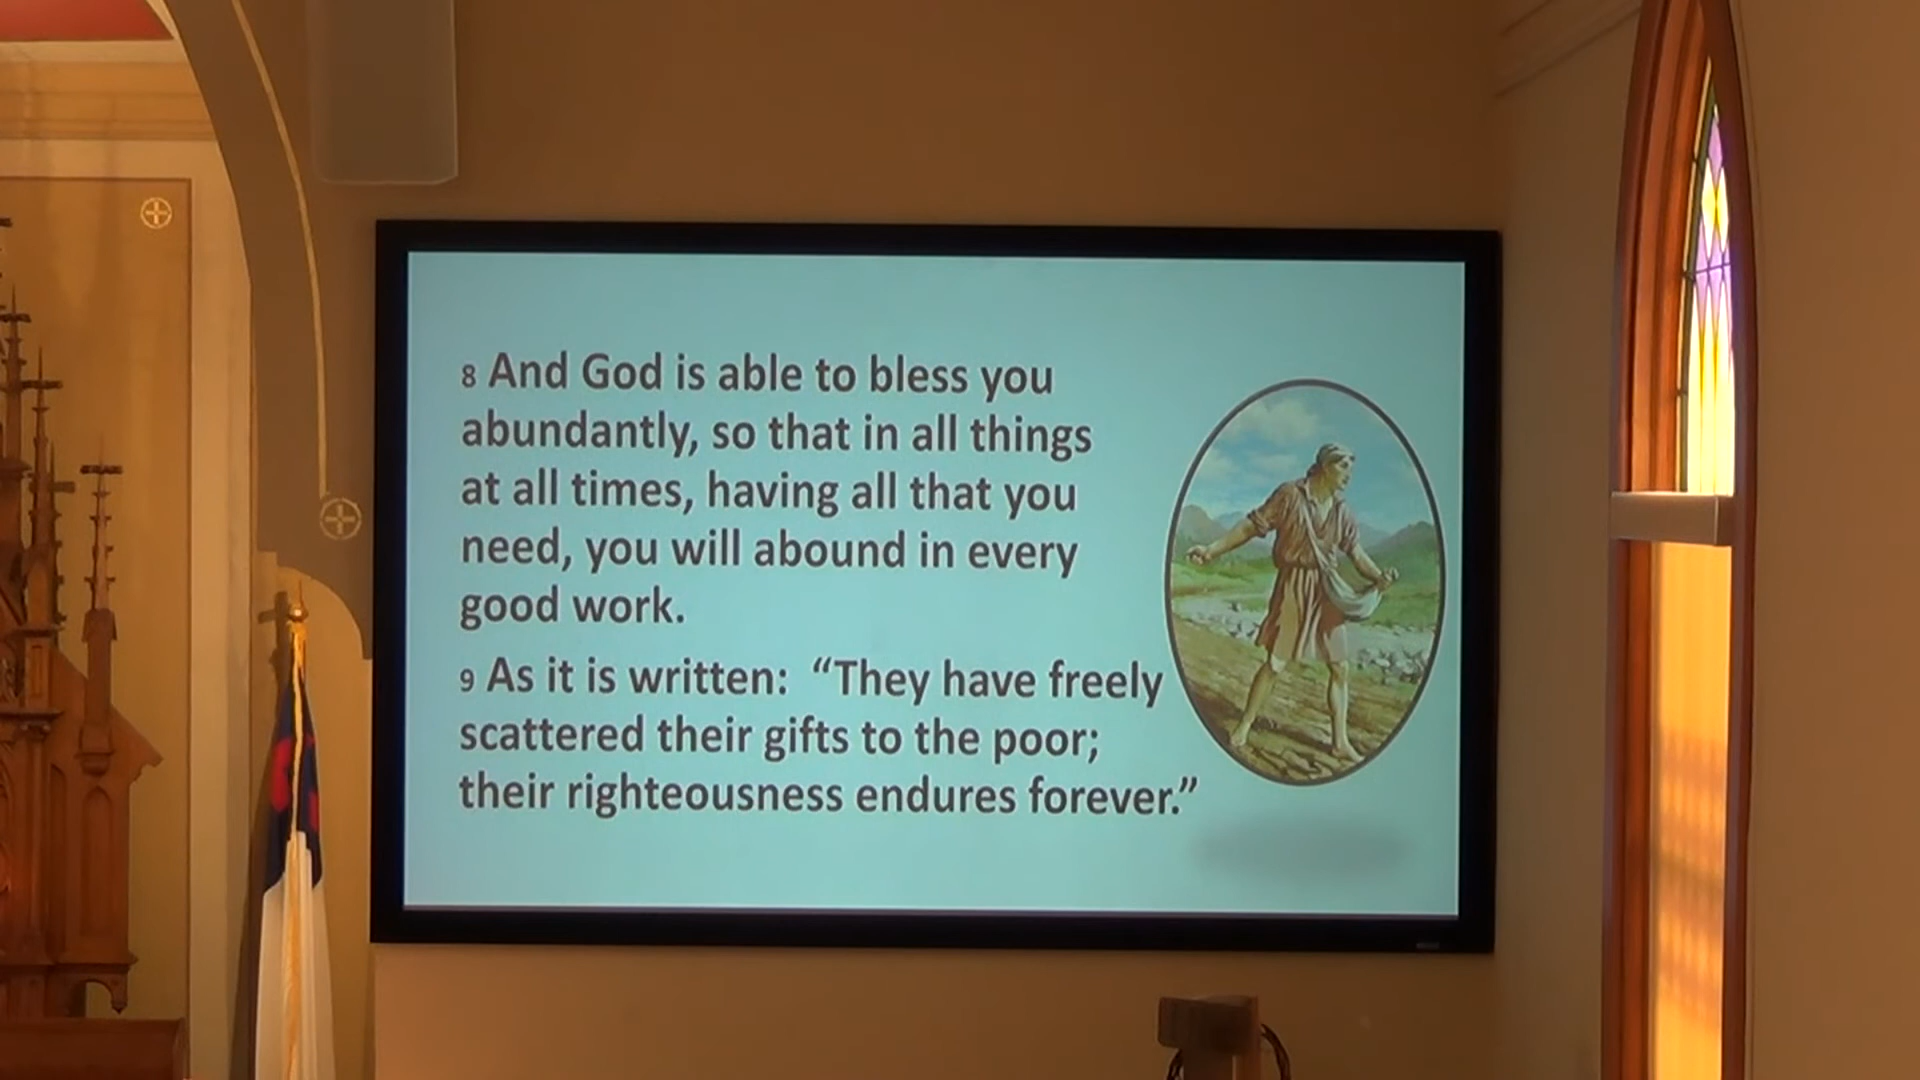 8 And God is able to bless you
abundantly, so that in all things
at all times, having all that you
need, you will abound in every
good work.
9 As it is written:  “They have freely
scattered their gifts to the poor;
their righteousness endures forever.”